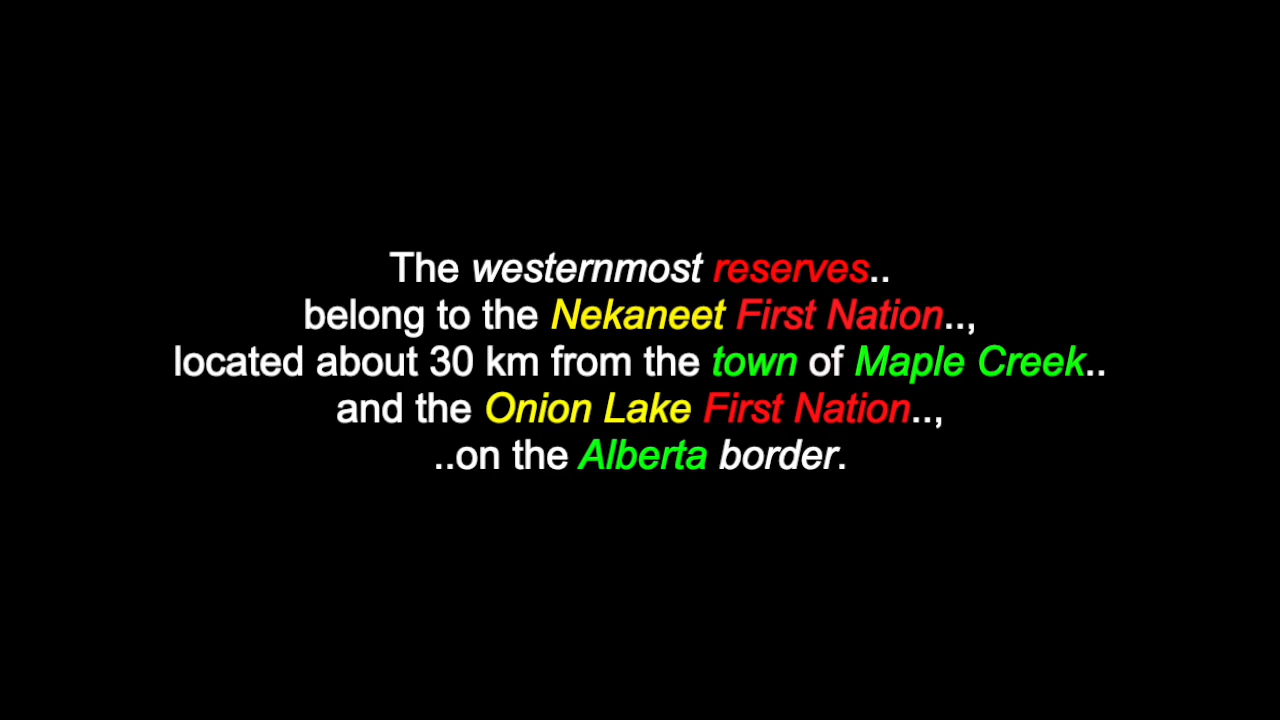 The westernmost reserves..
belong to the Nekaneet First Nation..,
located about 30 km from the town of Maple Creek..
and the Onion Lake First Nation..,
..on the Alberta border.